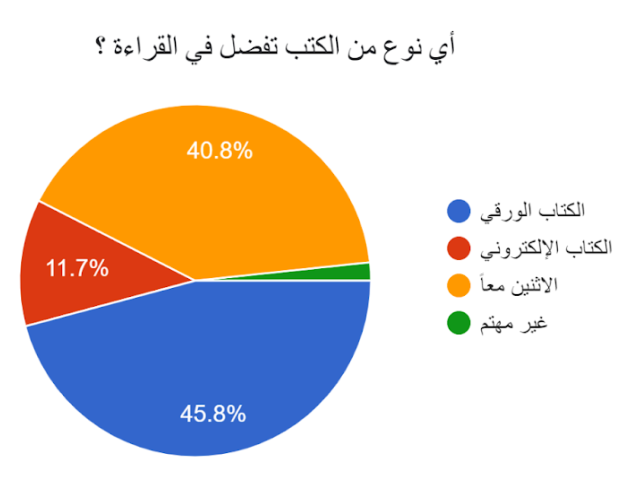 أي نوع من الكتب تفضل في القراءة ؟
40.8%
11.7%
45.8%
الكتاب الورقي
الكتاب الإلكتروني
الاثنين معاً
غير مهتم